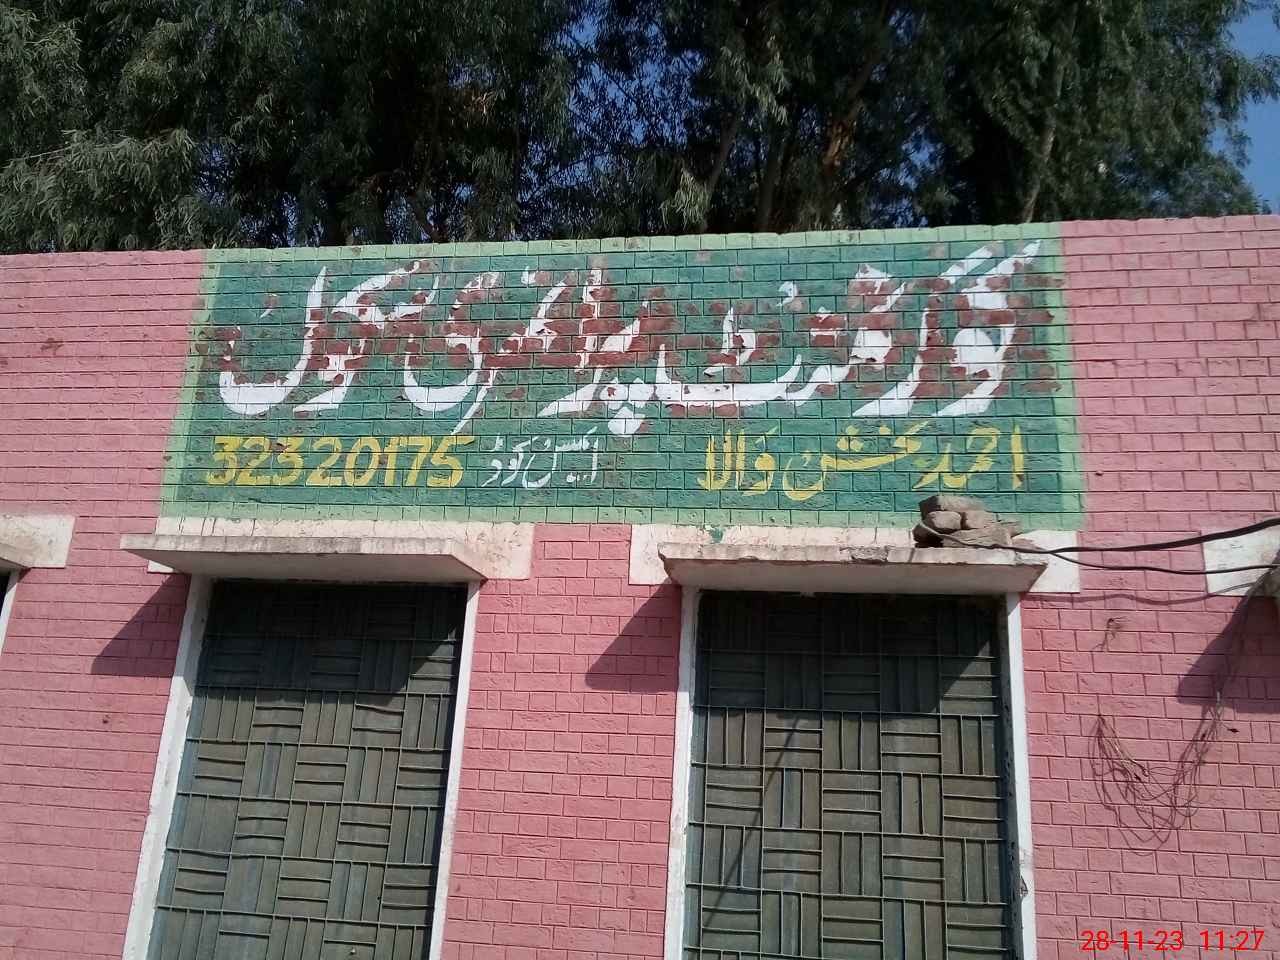 گورنمنٹ پرائمری سکول
احمد بخش والا ایمس کوڈ 32320175
28-11-23 11:27